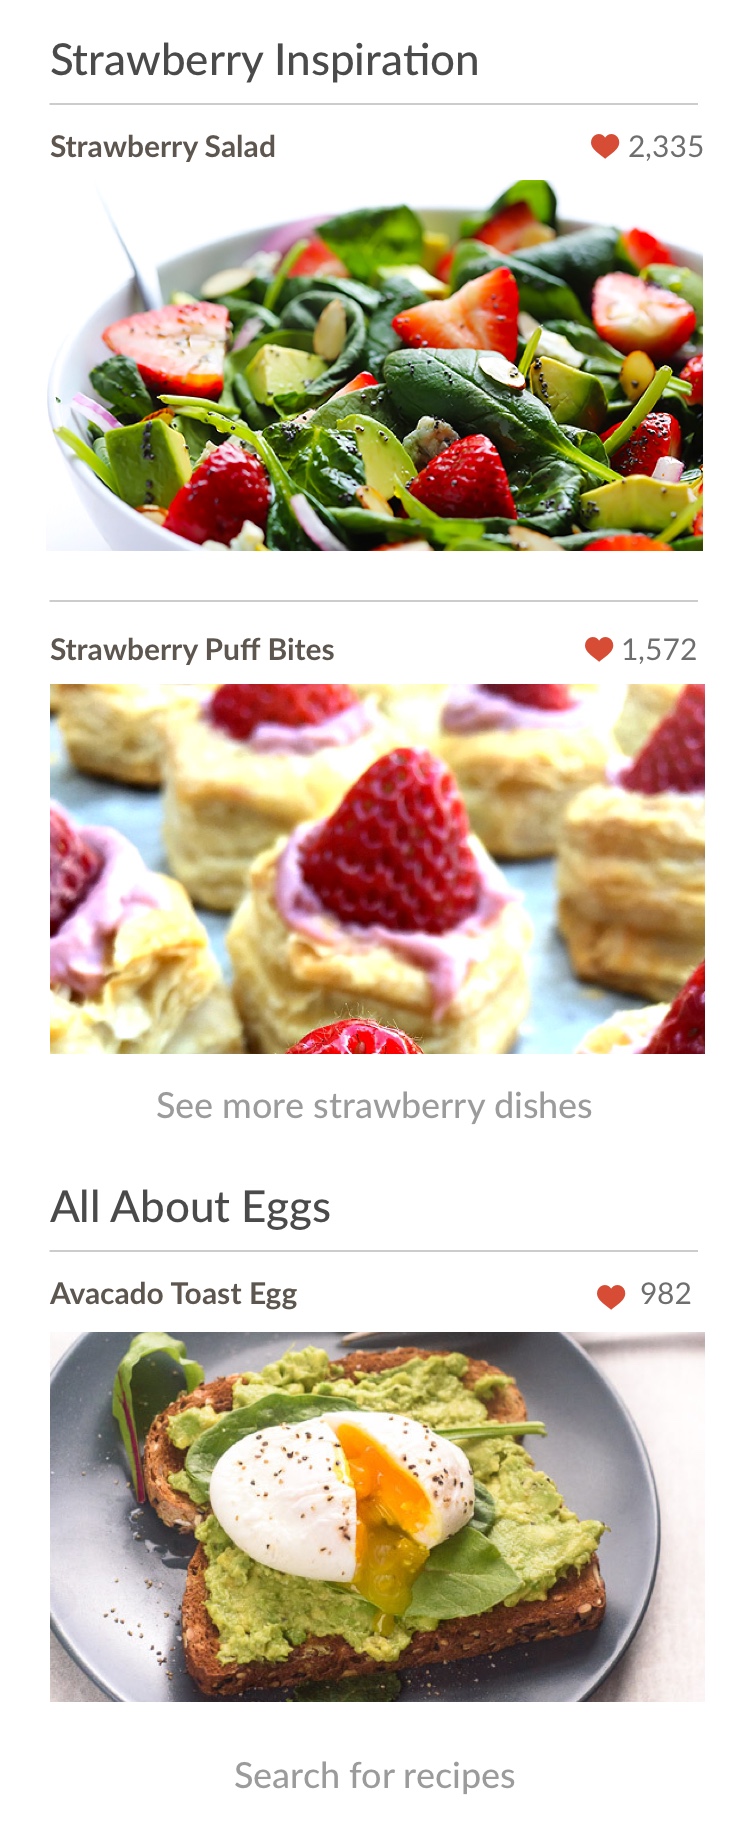 Strawberry Inspiration
Strawberry Salad 2,335
Strawberry Puff Bites 1,572
See more strawberry dishes
All About Eggs
Avacado Toast Egg 982
Search for recipes